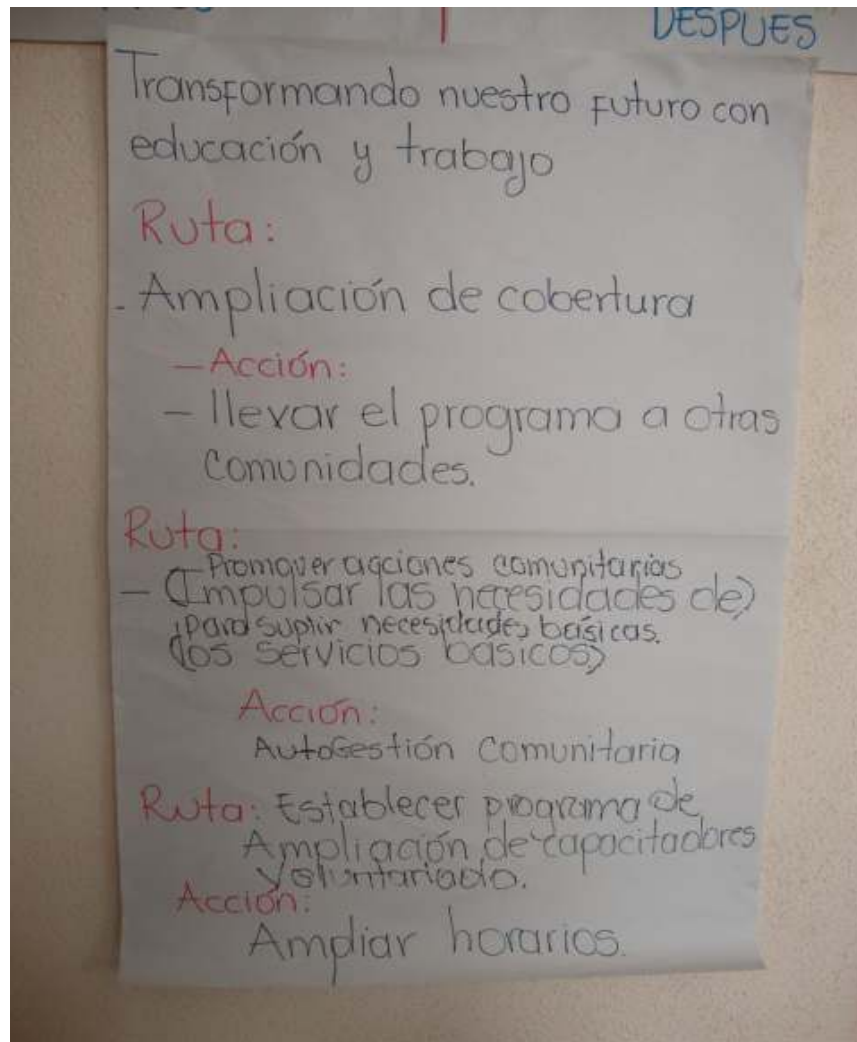 DESPUES
Transformando nuestro futuro con
educación y trabajo
Ruta:
- Ampliación de cobertura
- Acción:
- llevar el programa a otras
comunidades.
Ruta:
Promover acciones comunitarias
- (Impulsar las necesidades de)
para suplir necesidades básicas.
(los servicios basicos)
Acción:
AutoGestión Comunitaria
Ruta: Establecer programa de
Ampliación de capacitadores
Voluntariado.
Acción:
Ampliar horarios.